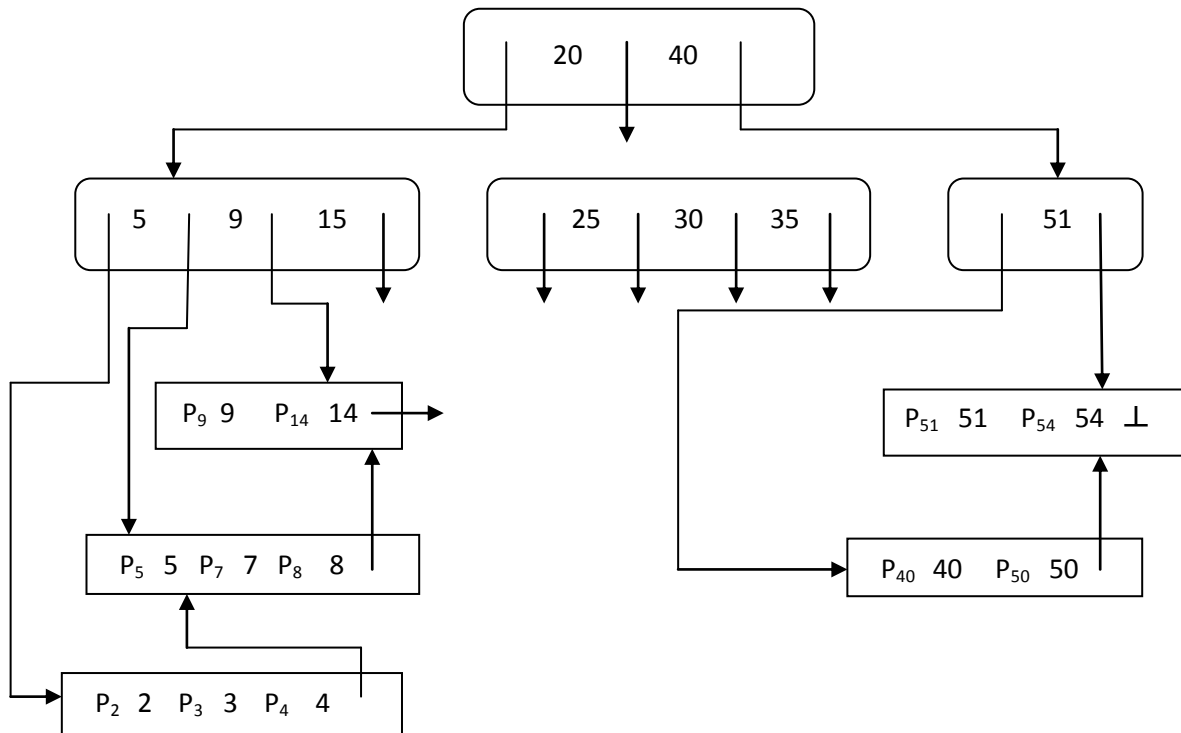 20 40
5 9 15 25 30 35 51
P₉ 9 P₁₄ 14 P₅₁ 51 P₅₄ 54 ⊥
P₅ 5 P₇ 7 P₈ 8 P₄₀ 40 P₅₀ 50
P₂ 2 P₃ 3 P₄ 4